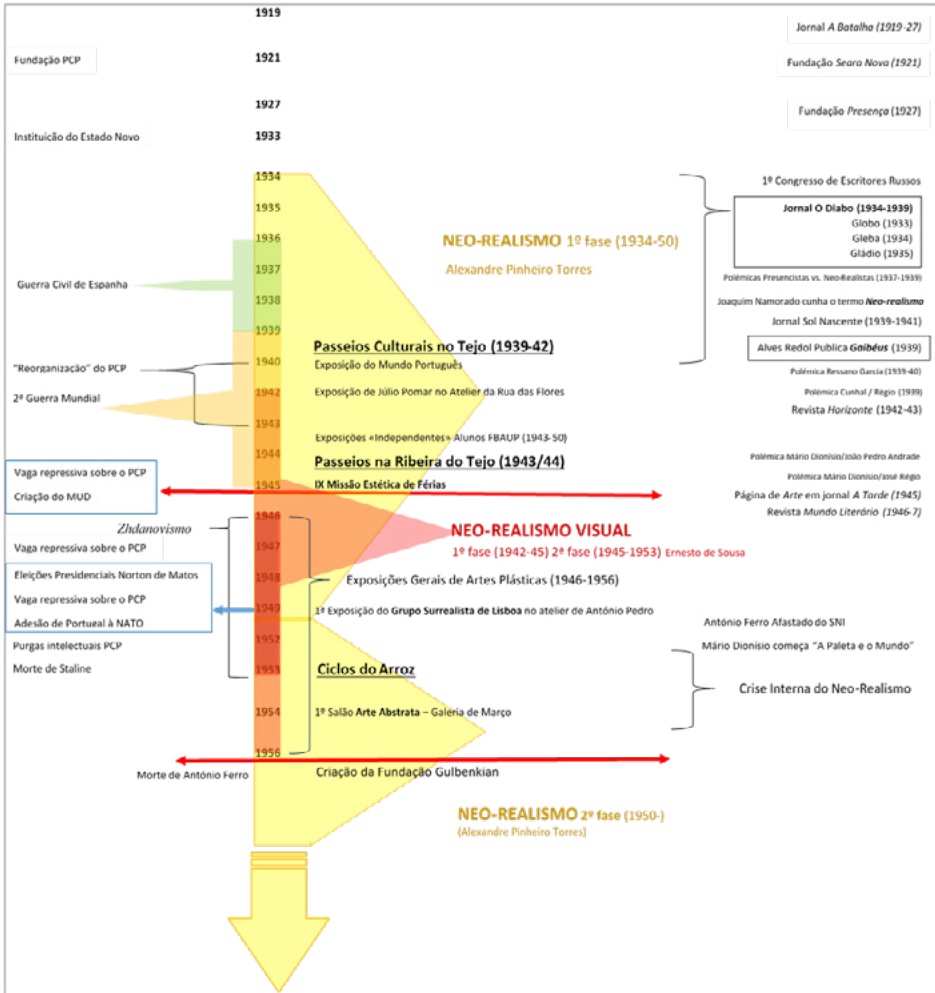 1919
Jornal A Batalha (1919-27)
Fundação PCP
1921
Fundação Seara Nova (1921)
1927
Fundação Presença (1927)
Instituição do Estado Novo
1933
1934
1º Congresso de Escritores Russos
1935
Jornal O Diabo (1934-1939)
Globo (1933)
Gleba (1934)
Gládio (1935)
1936
NEO-REALISMO 1º fase (1934-50)
Alexandre Pinheiro Torres
1937
Polémicas Presencistas vs. Neo-Realistas (1937-1939)
Guerra Civil de Espanha
1938
Joaquim Namorado cunha o termo Neo-realismo
Jornal Sol Nascente (1939-1941)
1939
Passeios Culturais no Tejo (1939-42)
Alves Redol Publica Gaibéus (1939)
1940
Exposição do Mundo Português
"Reorganização" do PCP
Polémica Ressano Garcia (1939-40)
1942
Exposição de Júlio Pomar no Atelier da Rua das Flores
Polémica Cunhal / Régio (1939)
2ª Guerra Mundial
Revista Horizonte (1942-43)
1943
Exposições «Independentes» Alunos FBAUP (1943-50)
1944
Passeios na Ribeira do Tejo (1943/44)
Polémica Mário Dionísio/João Pedro Andrade
Vaga repressiva sobre o PCP
Polémica Mário Dionísio/José Régio
1945
IX Missão Estética de Férias
Criação do MUD
Página de Arte em jornal A Tarde (1945)
Revista Mundo Literário (1946-7)
1946
Zhdanovismo
NEO-REALISMO VISUAL
1º fase (1942-45) 2º fase (1945-1953) Ernesto de Sousa
Vaga repressiva sobre o PCP
1947
Eleições Presidenciais Norton de Matos
1948
Exposições Gerais de Artes Plásticas (1946-1956)
Vaga repressiva sobre o PCP
1949
1ª Exposição do Grupo Surrealista de Lisboa no atelier de António Pedro
Adesão de Portugal à NATO
António Ferro Afastado do SNI
Purgas intelectuais PCP
1952
Mário Dionísio começa "A Paleta e o Mundo"
Morte de Staline
1953
Ciclos do Arroz
Crise Interna do Neo-Realismo
1954
1º Salão Arte Abstrata – Galeria de Março
1956
Morte de António Ferro
Criação da Fundação Gulbenkian
NEO-REALISMO 2º fase (1950-)
(Alexandre Pinheiro Torres)